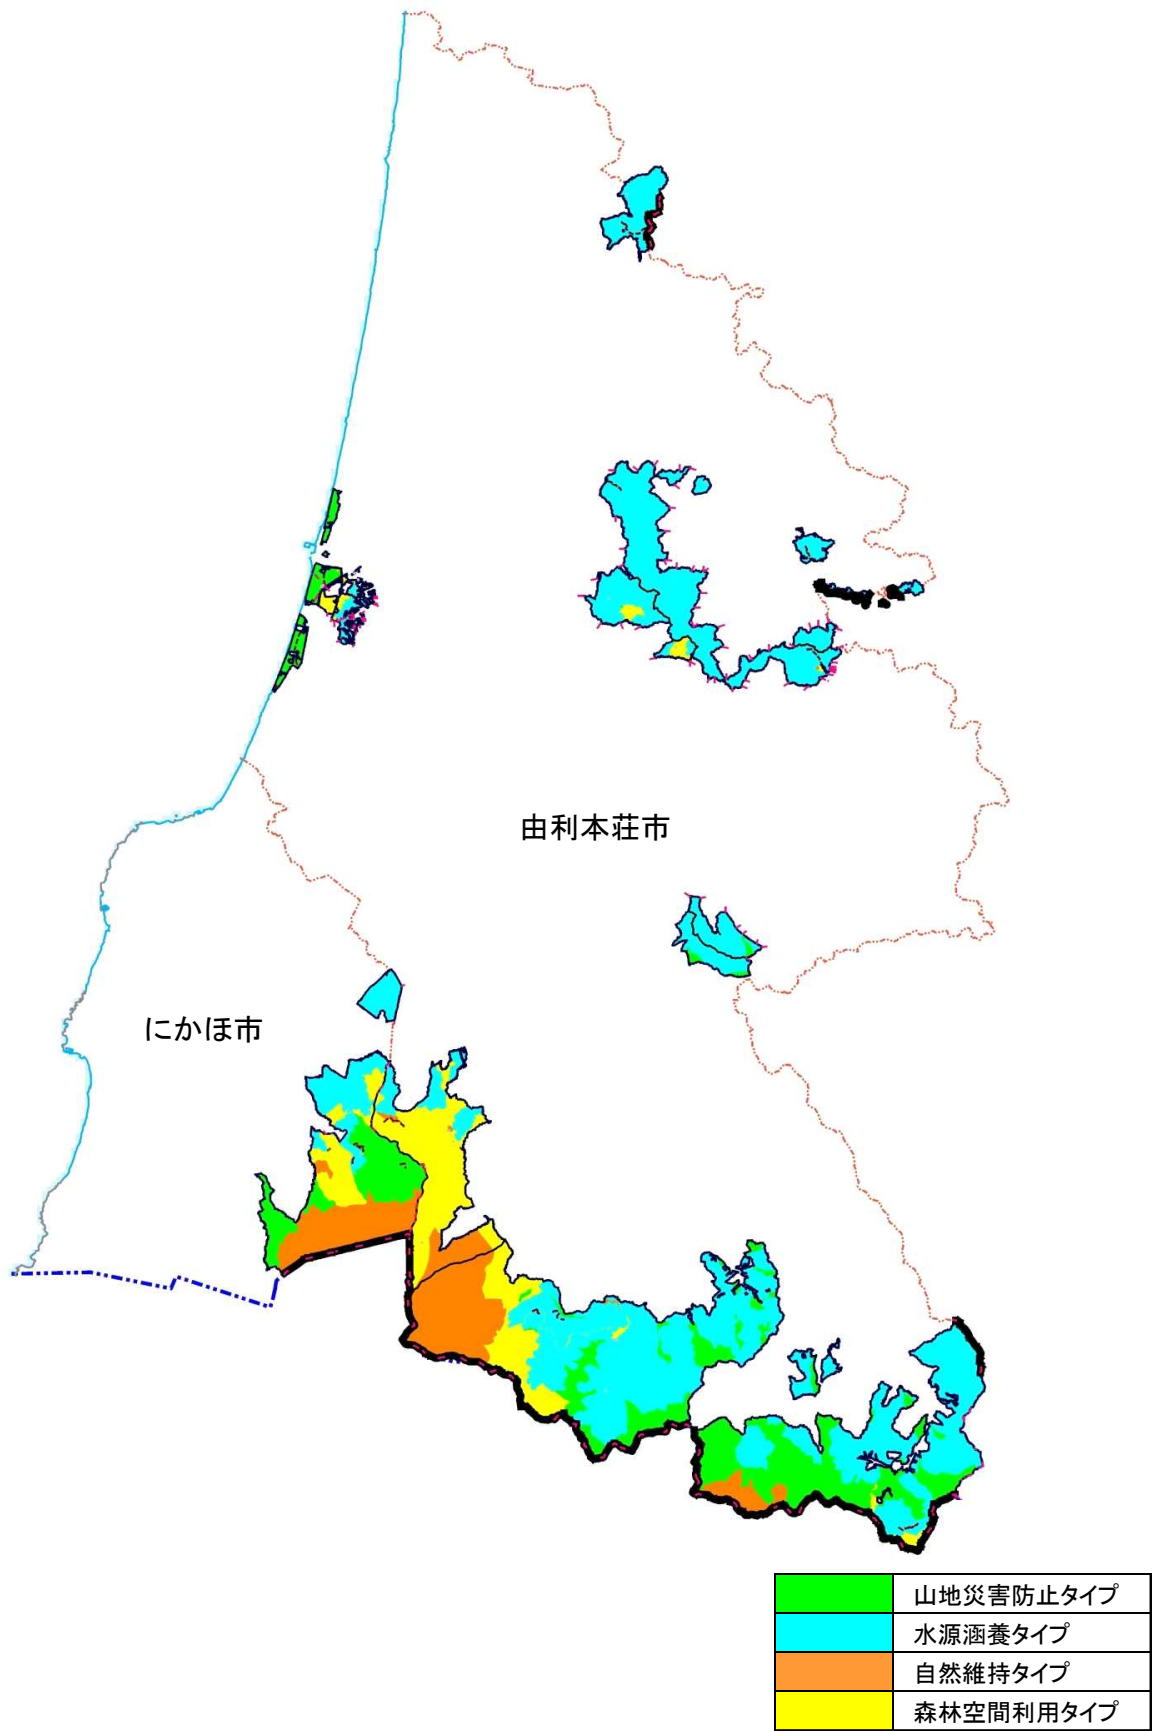 由利本荘市
にかほ市
山地災害防止タイプ
水源涵養タイプ
自然維持タイプ
森林空間利用タイプ